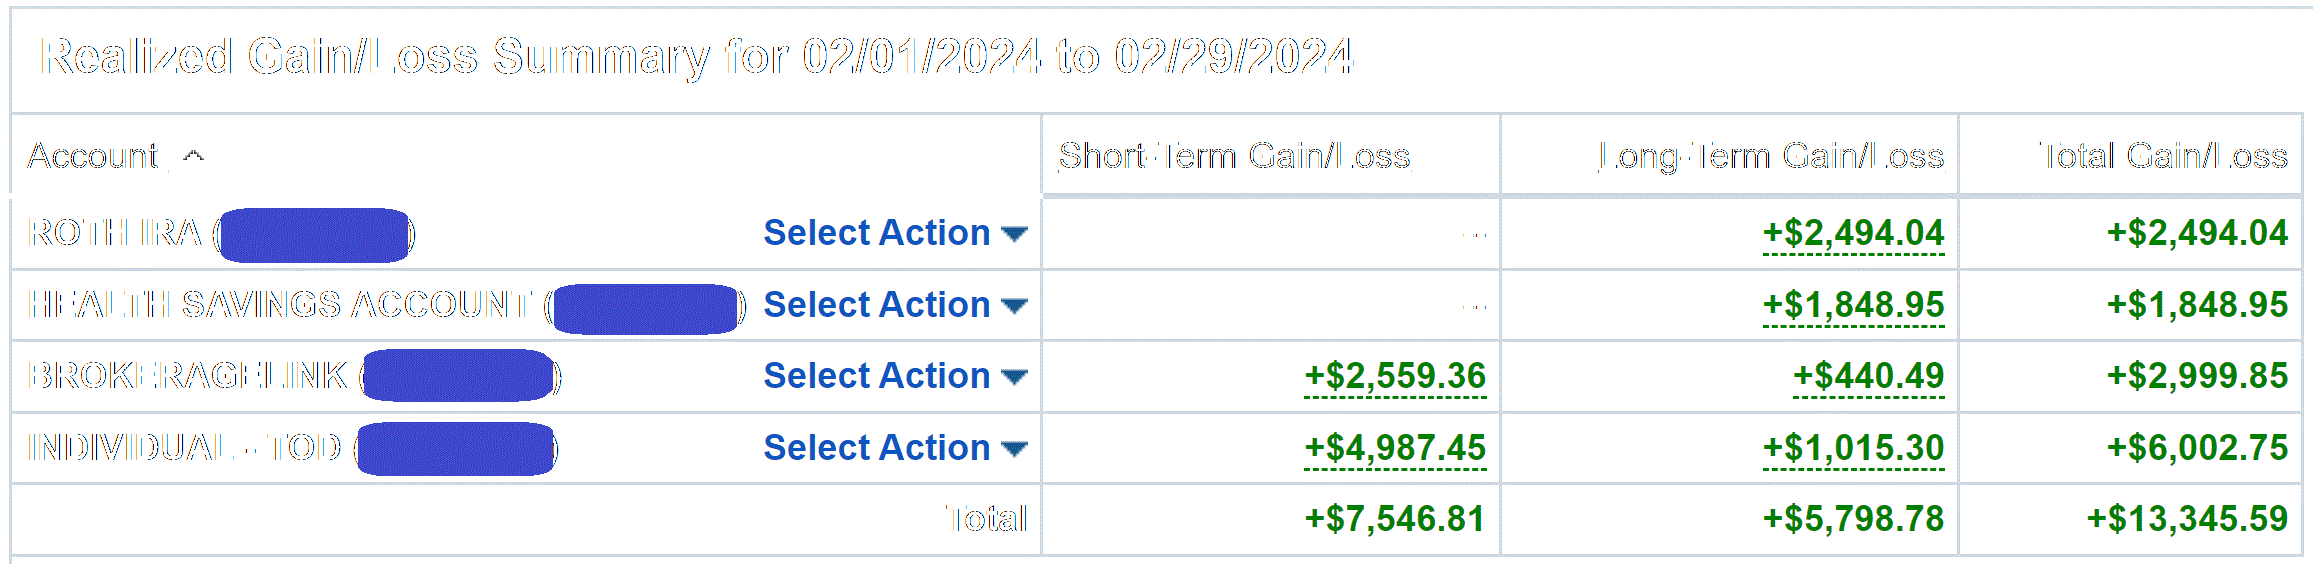 Realized Gain/Loss Summary for 02/01/2024 to 02/29/2024
Account Short-Term Gain/Loss Long-Term Gain/Loss Total Gain/Loss
ROTH IRA ( ) Select Action -- +$2,494.04 +$2,494.04
HEALTH SAVINGS ACCOUNT ( ) Select Action -- +$1,848.95 +$1,848.95
BROKERAGELINK ( ) Select Action +$2,559.36 +$440.49 +$2,999.85
INDIVIDUAL - TOD ( ) Select Action +$4,987.45 +$1,015.30 +$6,002.75
Total +$7,546.81 +$5,798.78 +$13,345.59